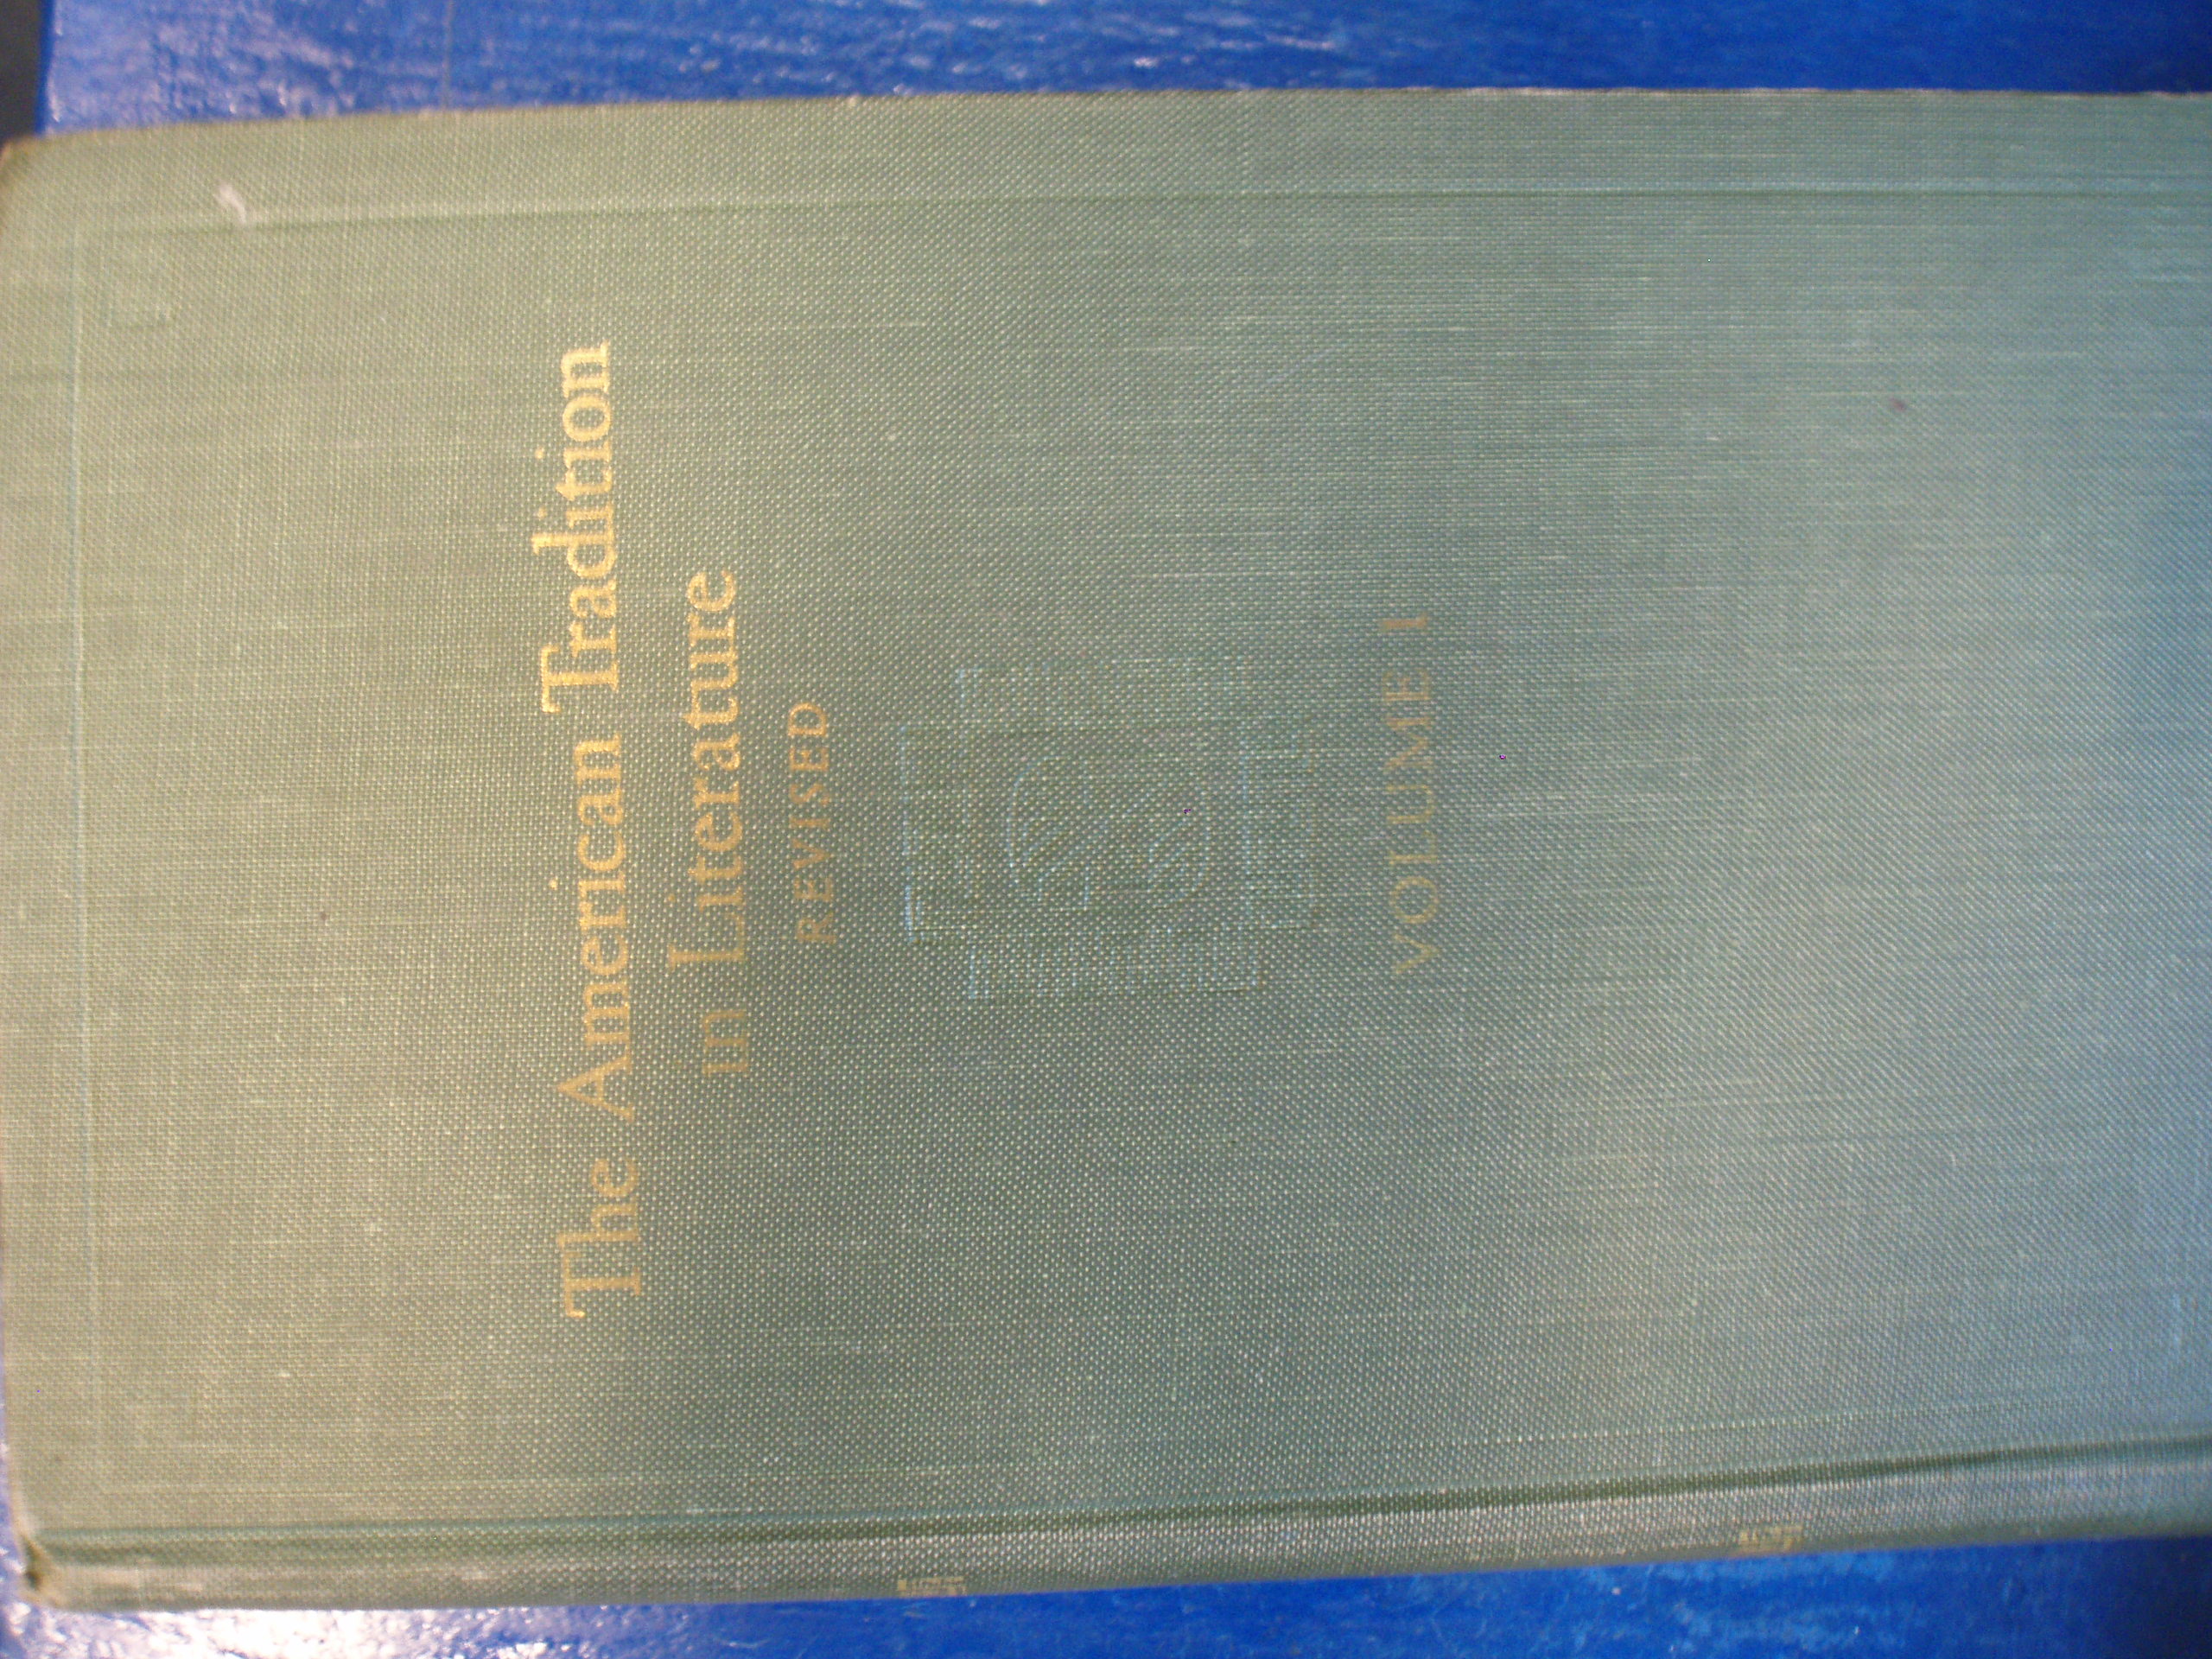 The American Tradition
in Literature
REVISED
VOLUME I